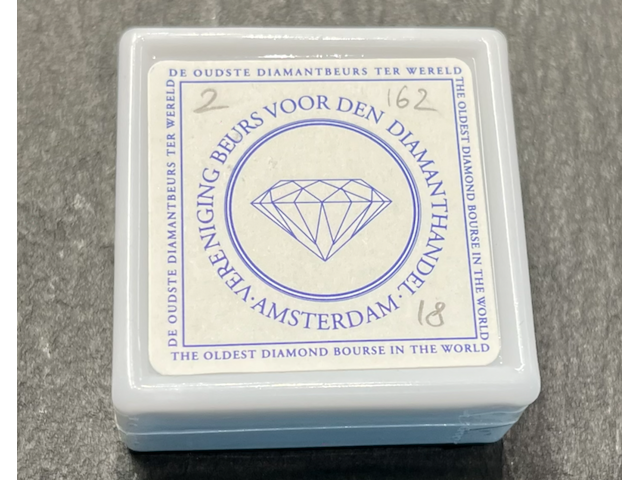 DE OUDSTE DIAMANTBEURS TER WERELD
THE OLDEST DIAMOND BOURSE IN THE WORLD
DE OUDSTE DIAMANTBEURS TER WERELD
2
162
VERENIGING BEURS VOOR DEN DIAMANTHANDEL
·AMSTERDAM·
18
THE OLDEST DIAMOND BOURSE IN THE WORLD